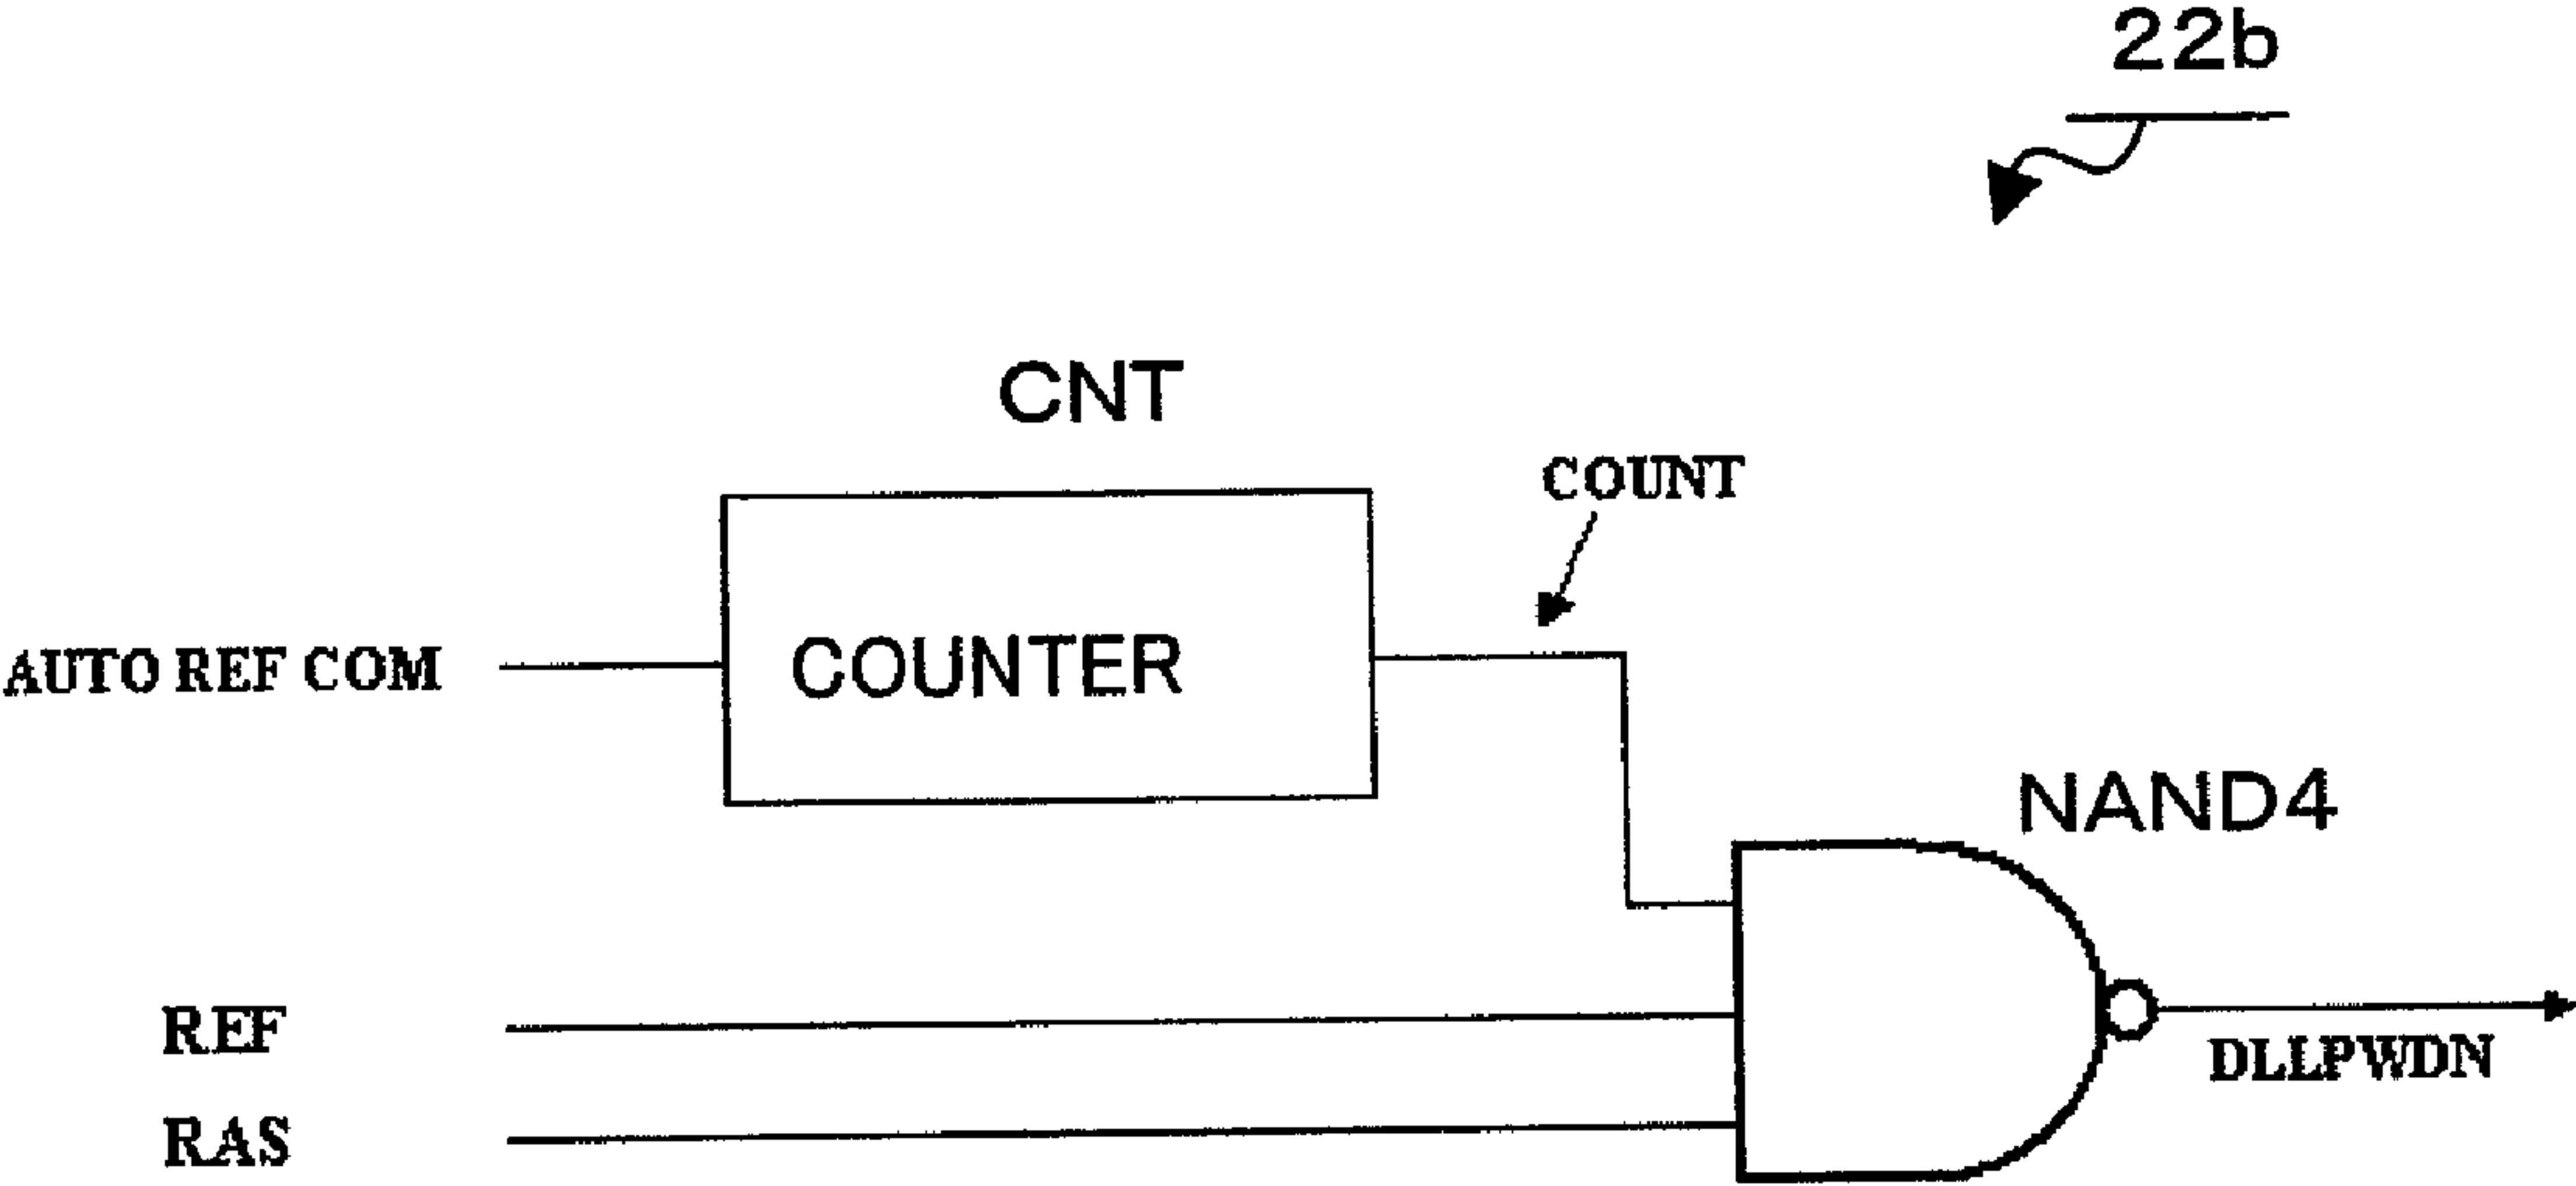 22b
CNT
COUNT
AUTO REF COM
COUNTER
NAND4
REF
DLLPWDN
RAS